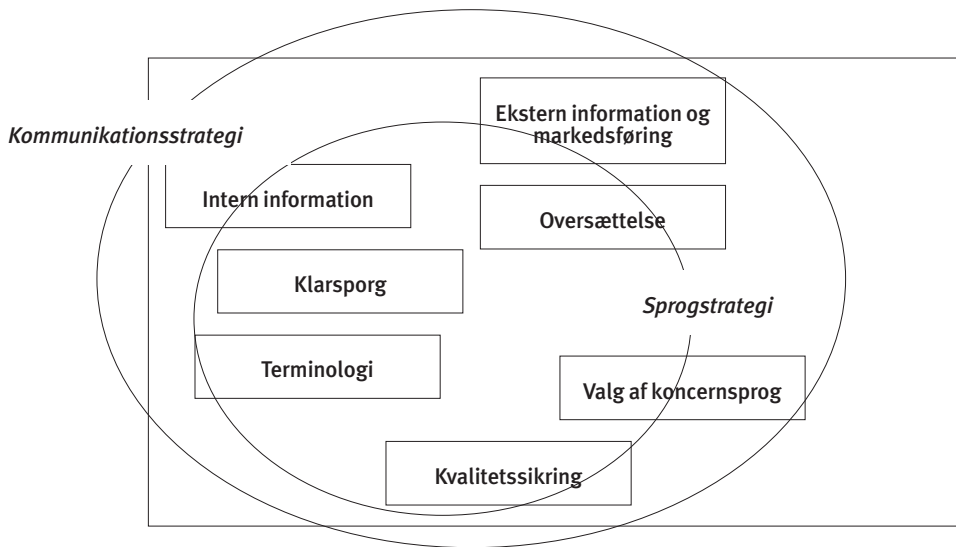 Ekstern information og
markedsføring
Kommunikationsstrategi
Intern information
Oversættelse
Klarsporg
Sprogstrategi
Terminologi
Valg af koncernsprog
Kvalitetssikring